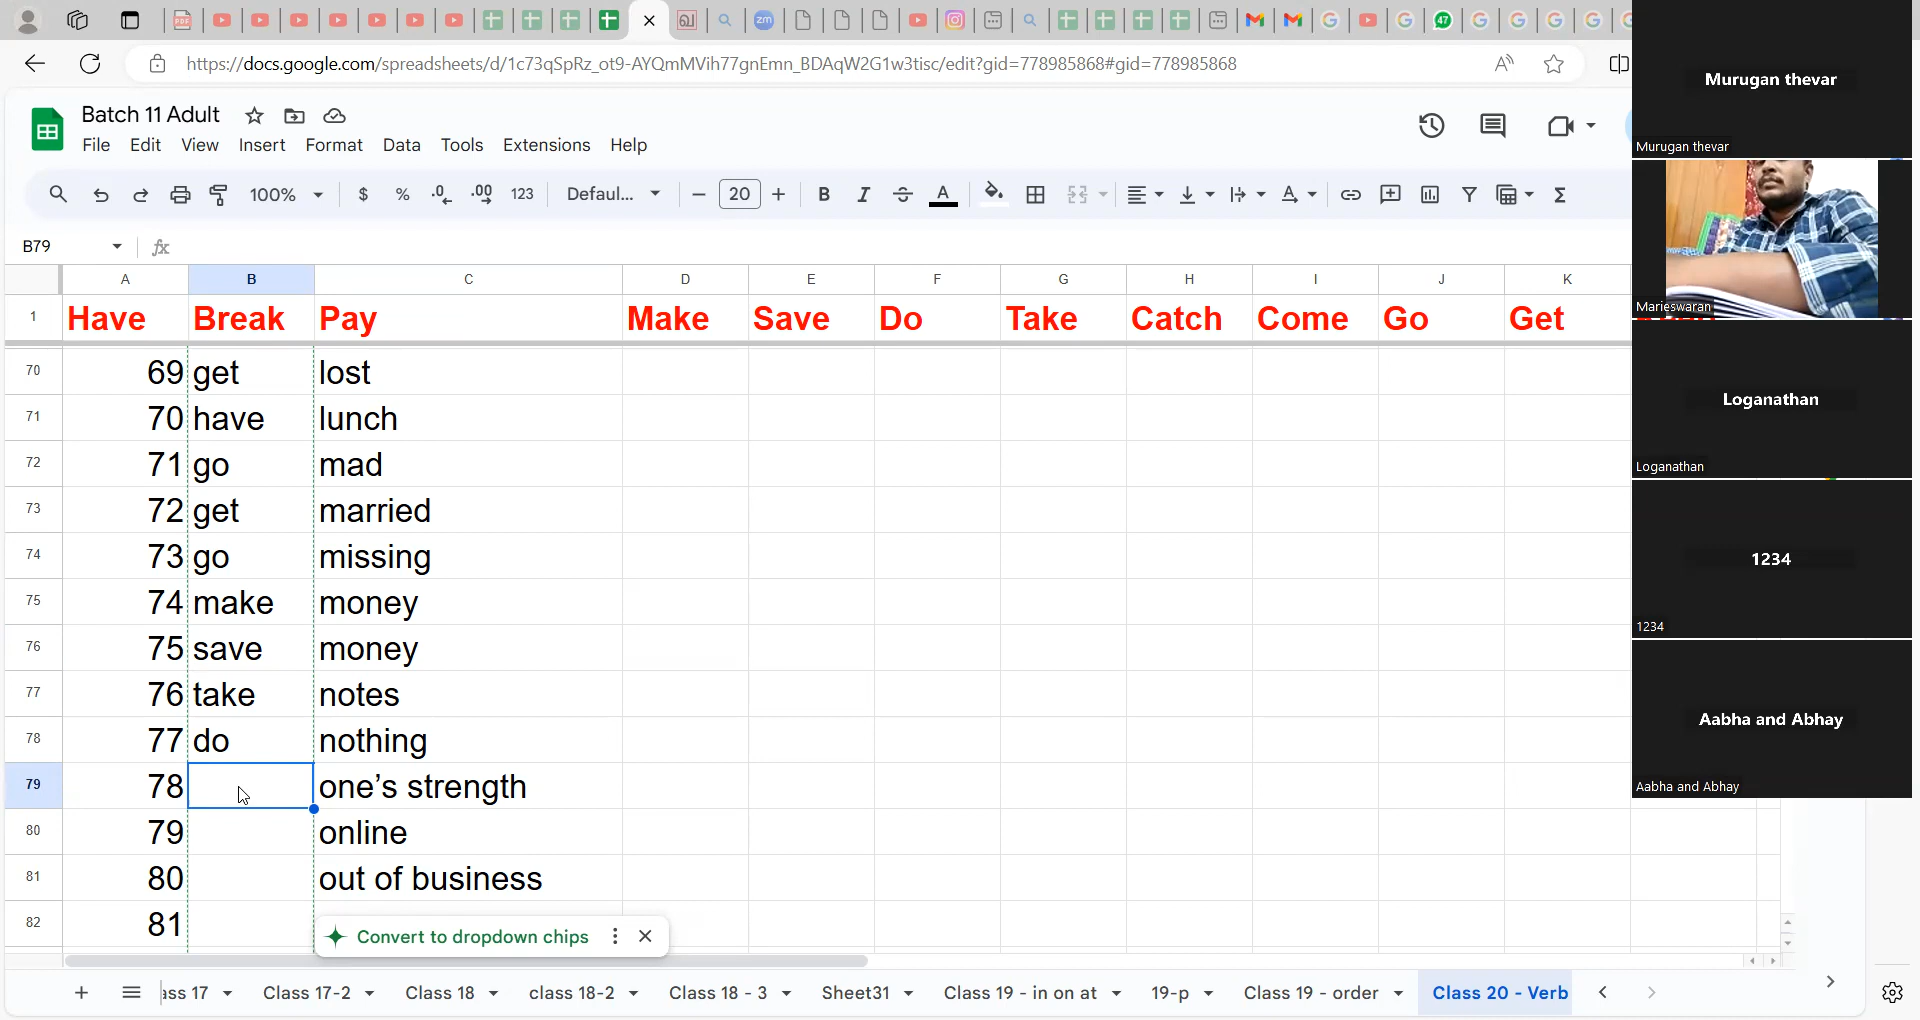 https://docs.google.com/spreadsheets/d/1c73qSpRz_ot9-AYQmMVih77gnEmn_BDAqW2G1w3tisc/edit?gid=778985868#gid=778985868
Batch 11 Adult
File Edit View Insert Format Data Tools Extensions Help
100% $ % .0 .00 123 Defaul... 20 B I A
B79 fx
A B C D E F G H I J K
1 Have Break Pay Make Save Do Take Catch Come Go Get
70 69 get lost
71 70 have lunch
72 71 go mad
73 72 get married
74 73 go missing
75 74 make money
76 75 save money
77 76 take notes
78 77 do nothing
79 78 one’s strength
80 79 online
81 80 out of business
82 81
Convert to dropdown chips
ass 17 Class 17-2 Class 18 class 18-2 Class 18 - 3 Sheet31 Class 19 - in on at 19-p Class 19 - order Class 20 - Verb
Murugan thevar
Murugan thevar
Marieswaran
Loganathan
Loganathan
1234
1234
Aabha and Abhay
Aabha and Abhay